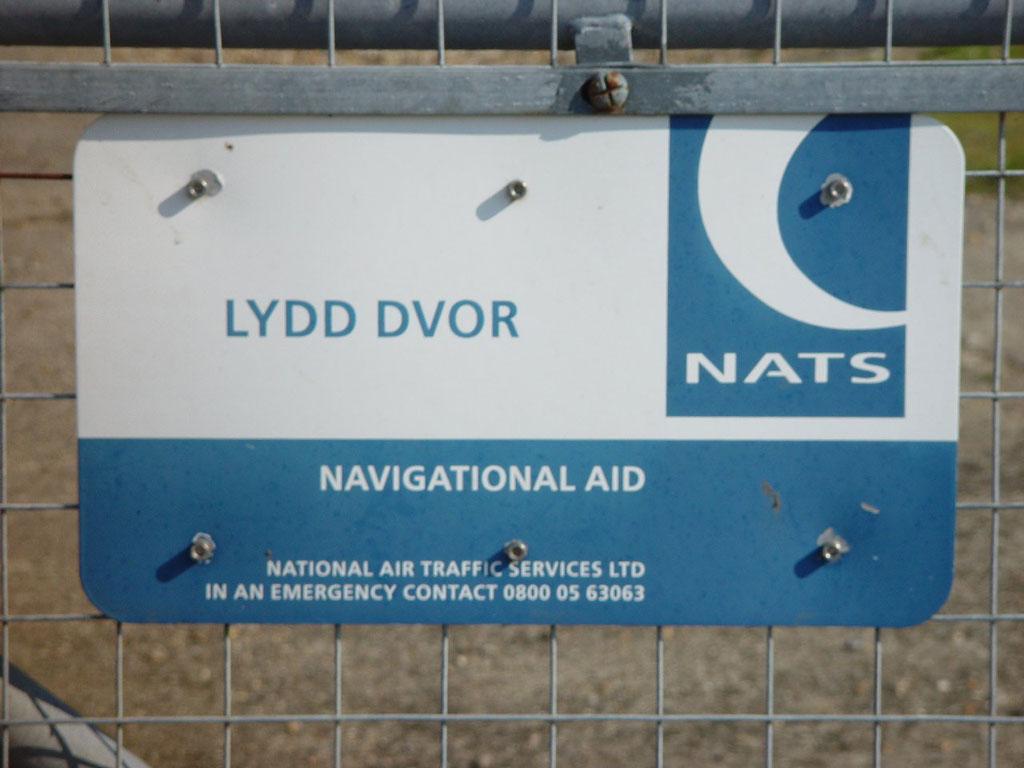 LYDD DVOR
NATS
NAVIGATIONAL AID
NATIONAL AIR TRAFFIC SERVICES LTD
IN AN EMERGENCY CONTACT 0800 05 63063